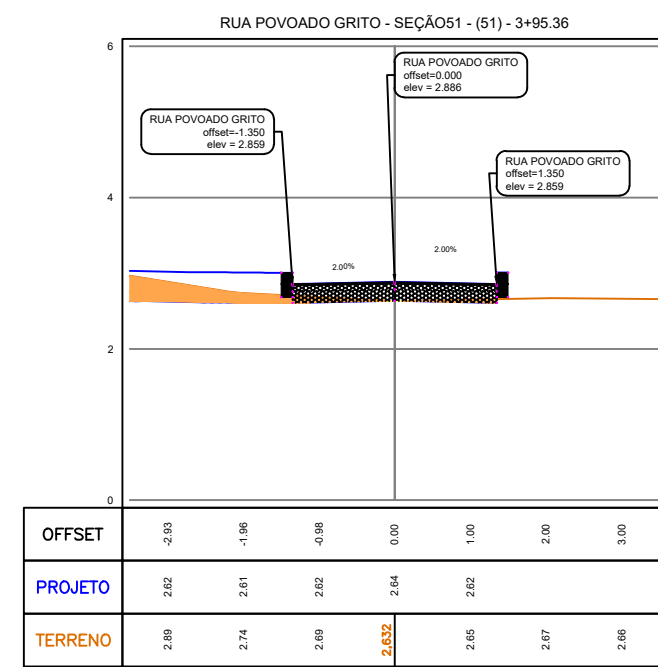 RUA POVOADO GRITO - SEÇÃO51 - (51) - 3+95.36
6
RUA POVOADO GRITO
offset=0.000
elev = 2.886
RUA POVOADO GRITO
offset=-1.350
elev = 2.859
RUA POVOADO GRITO
offset=1.350
elev = 2.859
4
2.00%
2.00%
2
0
OFFSET -2.93 -1.96 -0.98 0.00 1.00 2.00 3.00
PROJETO 2.62 2.61 2.62 2.64 2.62
TERRENO 2.89 2.74 2.69 2,632 2.65 2.67 2.66